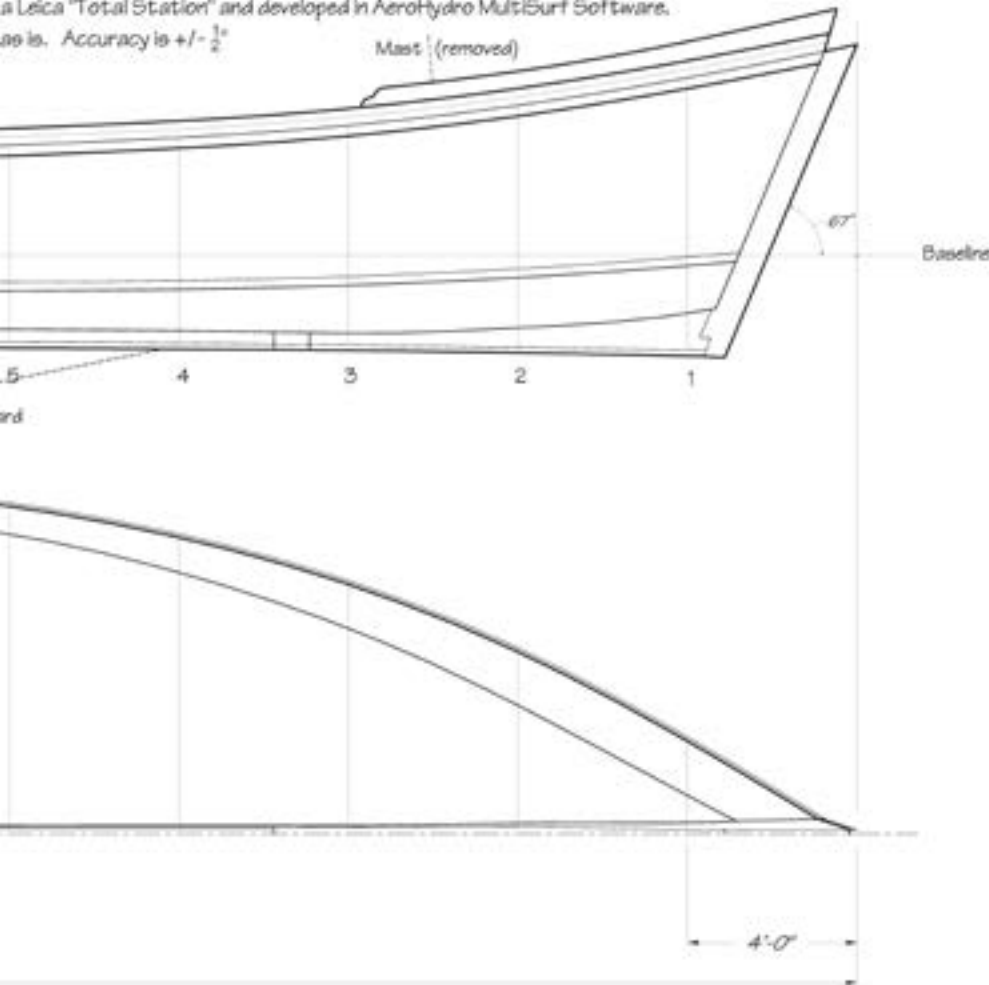 a Leica "Total Station" and developed in AeroHydro MultiSurf Software.
as is. Accuracy is +/- ½"
Mast (removed)
67°
Baseline
.5
4
3
2
1
ard
4'-0"